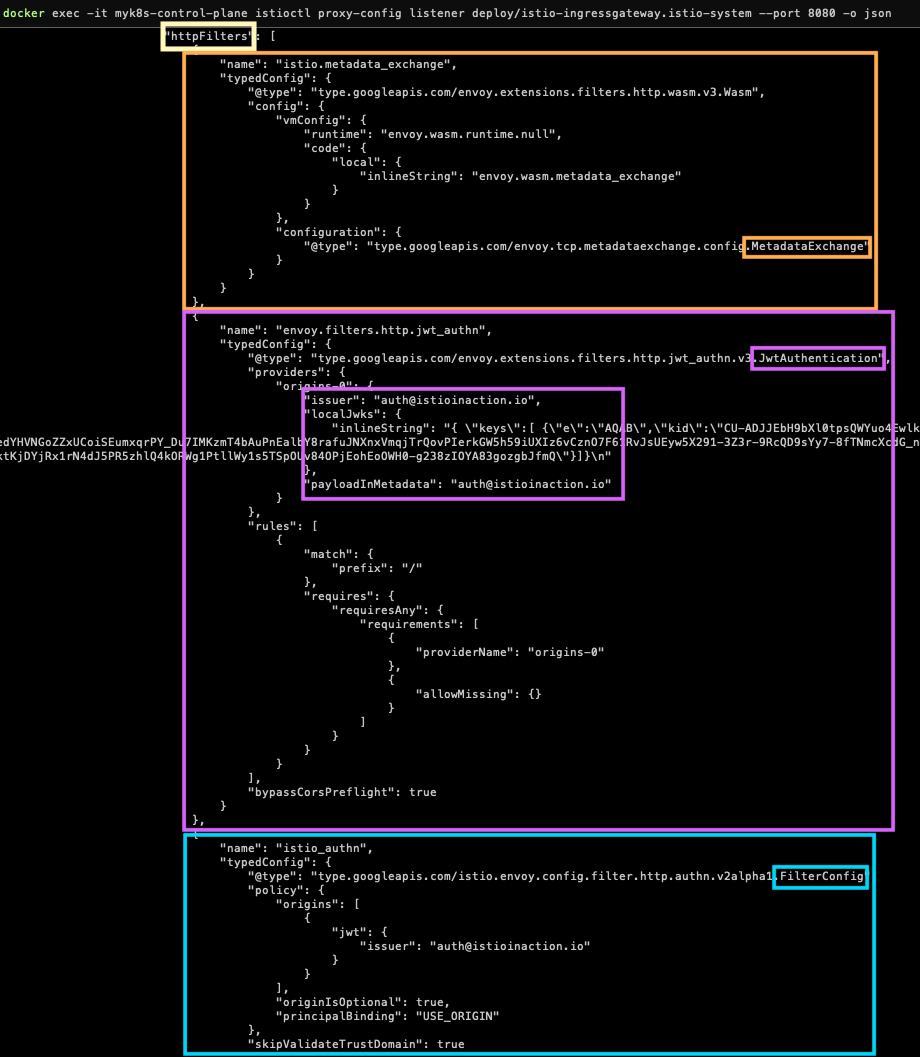 docker exec -it myk8s-control-plane istioctl proxy-config listener deploy/istio-ingressgateway.istio-system --port 8080 -o json
"httpFilters": [
{
"name": "istio.metadata_exchange",
"typedConfig": {
"@type": "type.googleapis.com/envoy.extensions.filters.http.wasm.v3.Wasm",
"config": {
"vmConfig": {
"runtime": "envoy.wasm.runtime.null",
"code": {
"local": {
"inlineString": "envoy.wasm.metadata_exchange"
}
}
},
"configuration": {
"@type": "type.googleapis.com/envoy.tcp.metadataexchange.config.MetadataExchange"
}
}
}
},
{
"name": "envoy.filters.http.jwt_authn",
"typedConfig": {
"@type": "type.googleapis.com/envoy.extensions.filters.http.jwt_authn.v3.JwtAuthentication",
"providers": {
"origins-0": {
"issuer": "auth@istioinaction.io",
"localJwks": {
"inlineString": "{ \"keys\":[ {\"e\":\"AQAB\",\"kid\":\"CU-ADJJEbH9bXl0tpsQWYuo4Ewlk
edYHVNGoZZxUCoiSEumxqrPY_Du7IMKzmT4bAuPnEalbY8rafuJNXnxVmqjTrQovPIerkGW5h59iUXIz6vCznO7F61RvJsUEyw5X291-3Z3r-9RcQD9sYy7-8fTNmcXcdG_n
ktKjDYjRx1rN4dJ5PR5zhlQ4kORWg1PtllWy1s5TSpOUv84OPjEohEoOWH0-g238zIOYA83gozgbJfmQ\"}]}\n"
},
"payloadInMetadata": "auth@istioinaction.io"
}
},
"rules": [
{
"match": {
"prefix": "/"
},
"requires": {
"requiresAny": {
"requirements": [
{
"providerName": "origins-0"
},
{
"allowMissing": {}
}
]
}
}
}
],
"bypassCorsPreflight": true
}
},
{
"name": "istio_authn",
"typedConfig": {
"@type": "type.googleapis.com/istio.envoy.config.filter.http.authn.v2alpha1.FilterConfig"
"policy": {
"origins": [
{
"jwt": {
"issuer": "auth@istioinaction.io"
}
}
],
"originIsOptional": true,
"principalBinding": "USE_ORIGIN"
},
"skipValidateTrustDomain": true